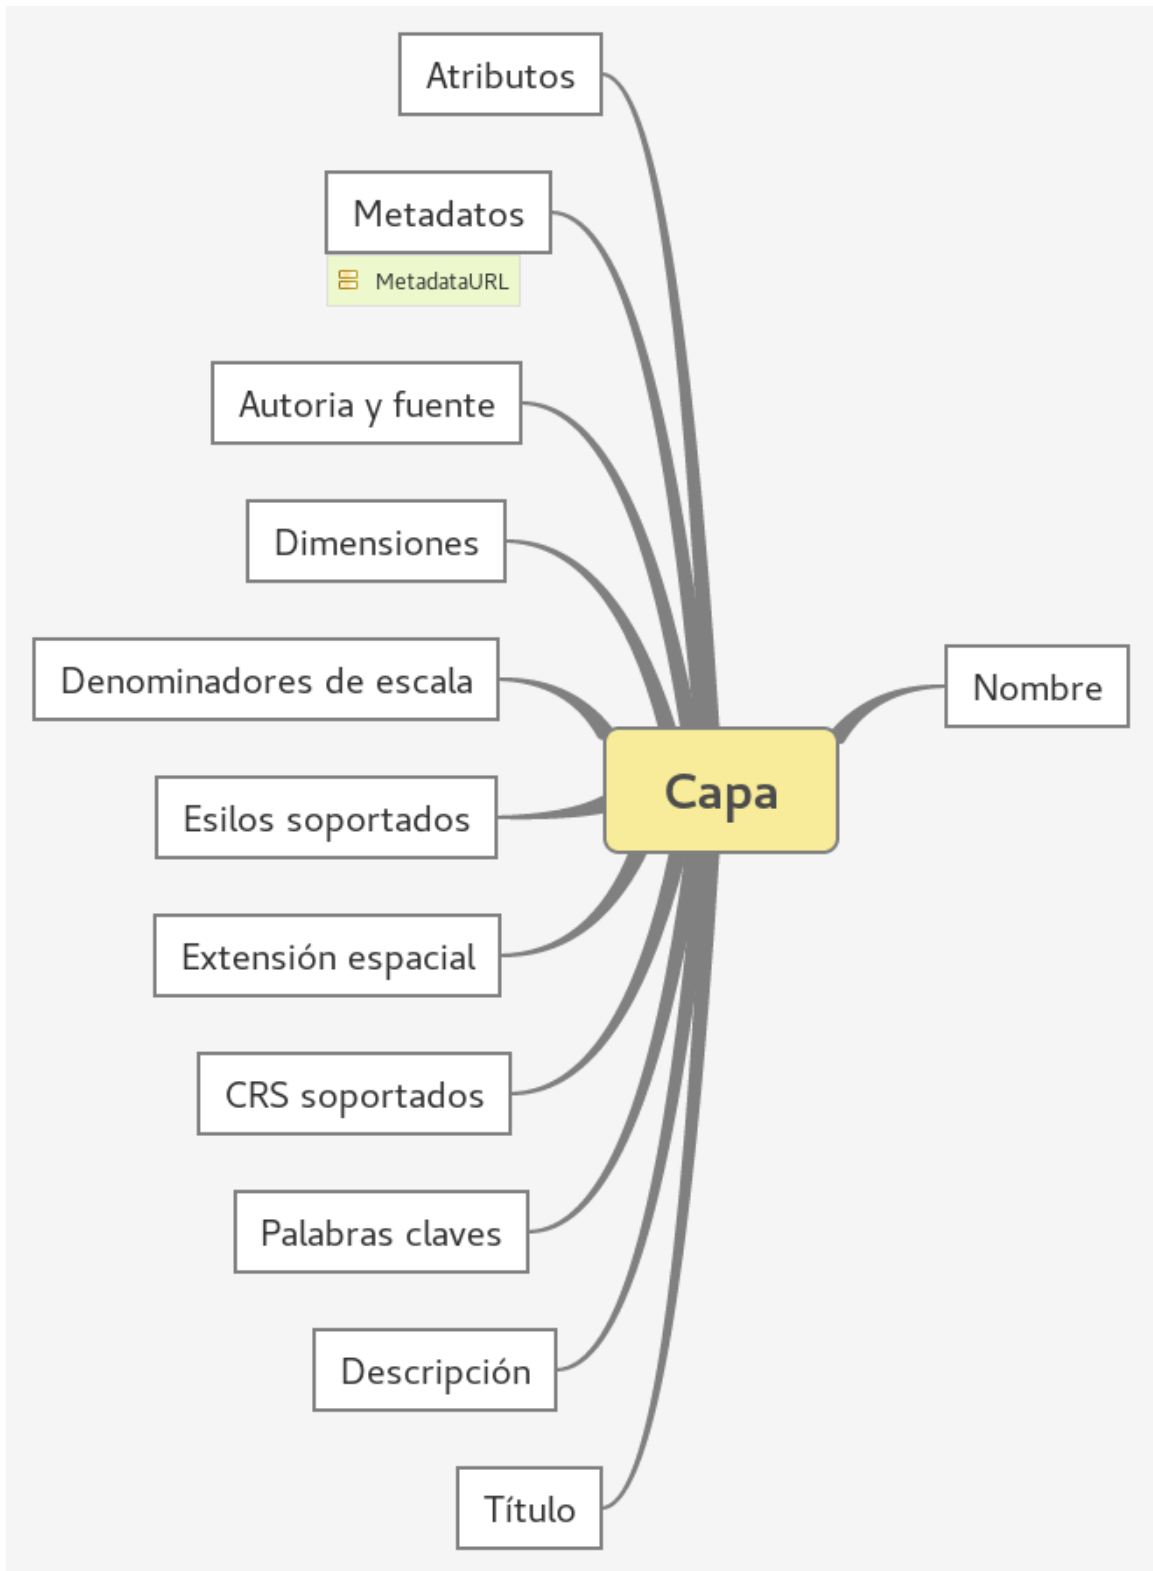 Atributos
Metadatos
MetadataURL
Autoria y fuente
Dimensiones
Denominadores de escala
Nombre
Capa
Esilos soportados
Extensión espacial
CRS soportados
Palabras claves
Descripción
Título